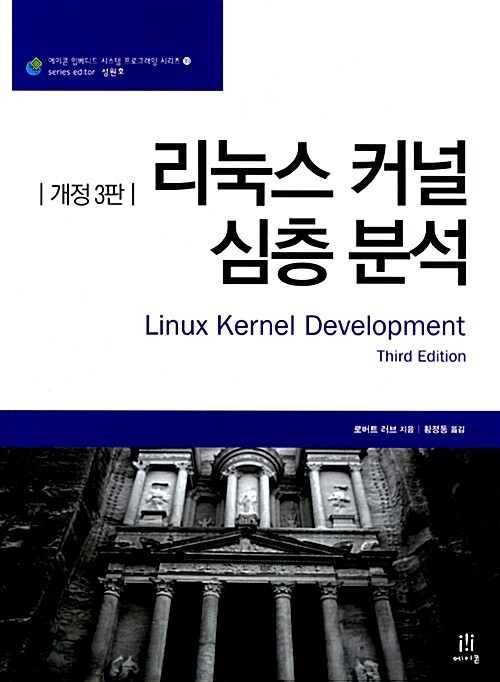 에이콘 임베디드 시스템 프로그래밍 시리즈
series editor 성원호
| 개정 3판 |
리눅스 커널
심층 분석
Linux Kernel Development
Third Edition
로버트 러브 지음 | 황정동 옮김
에이콘